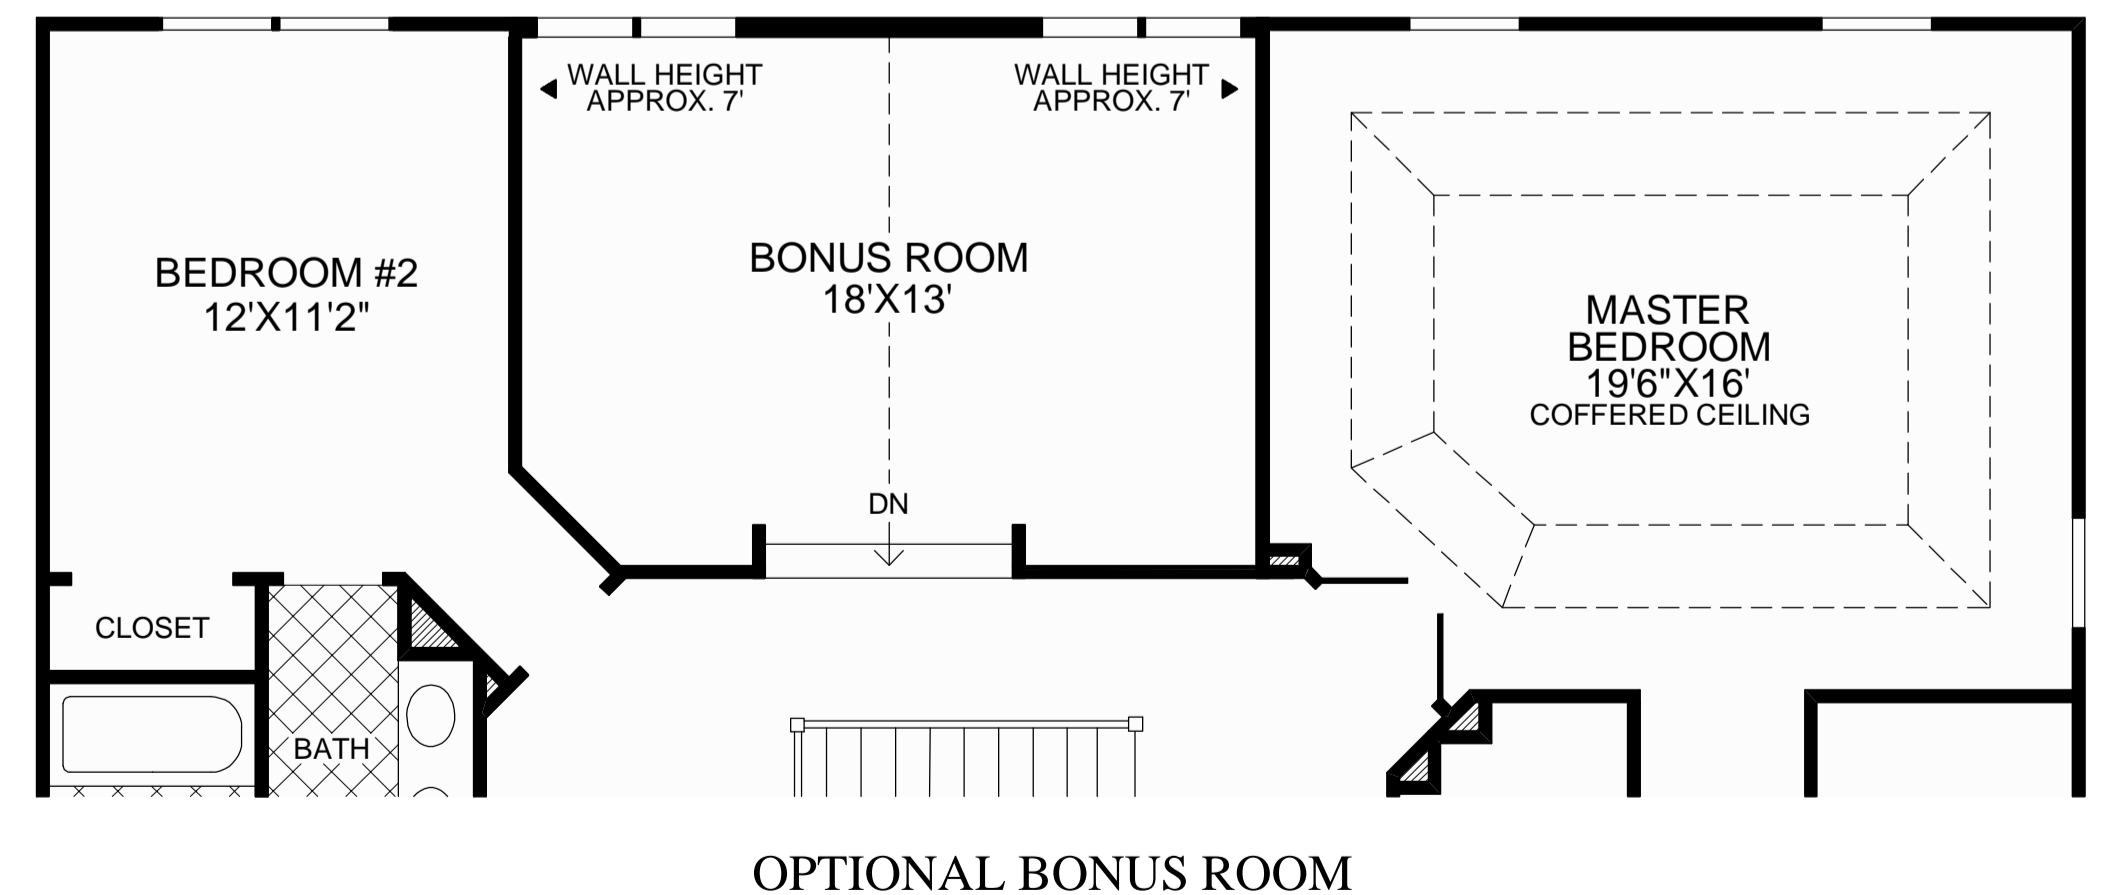 WALL HEIGHT
APPROX. 7'
WALL HEIGHT
APPROX. 7'
BEDROOM #2
12'X11'2"
BONUS ROOM
18'X13'
MASTER
BEDROOM
19'6"X16'
COFFERED CEILING
DN
CLOSET
BATH
OPTIONAL BONUS ROOM